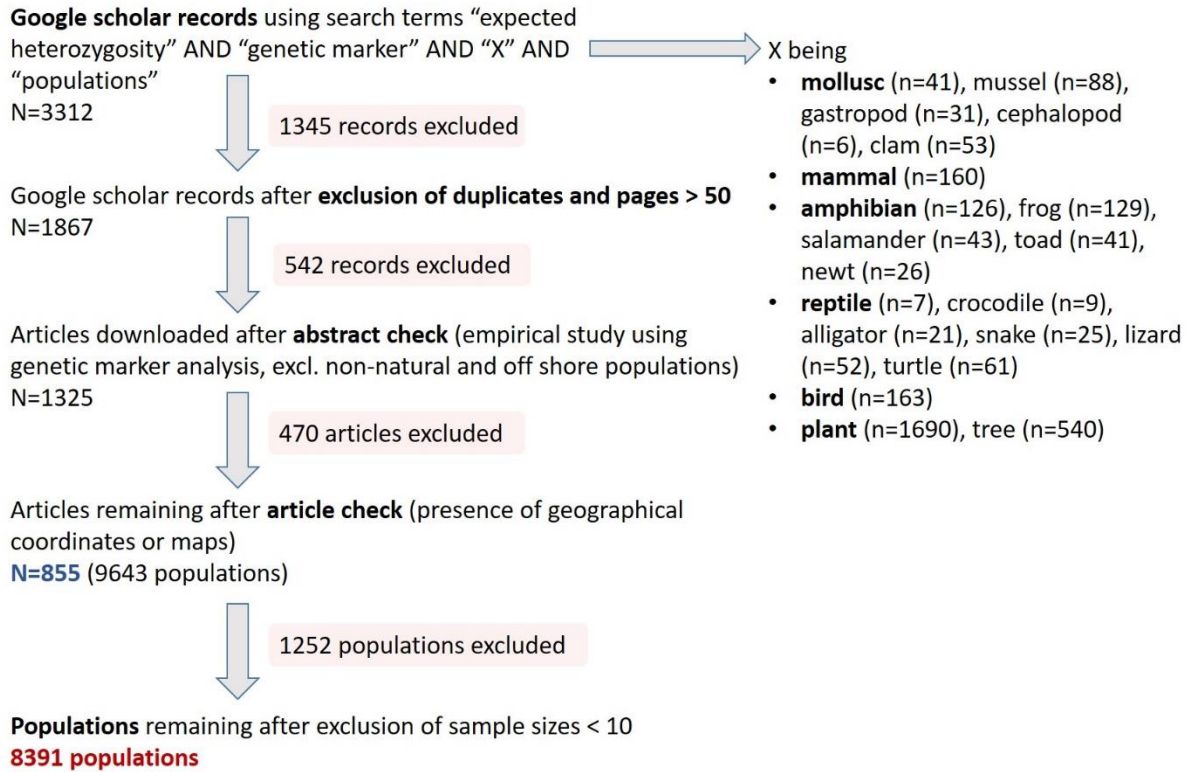 Google scholar records using search terms “expected
heterozygosity” AND “genetic marker” AND “X” AND
“populations”
N=3312
1345 records excluded
Google scholar records after exclusion of duplicates and pages > 50
N=1867
542 records excluded
Articles downloaded after abstract check (empirical study using
genetic marker analysis, excl. non-natural and off shore populations)
N=1325
470 articles excluded
Articles remaining after article check (presence of geographical
coordinates or maps)
N=855 (9643 populations)
1252 populations excluded
Populations remaining after exclusion of sample sizes < 10
8391 populations
X being
• mollusc (n=41), mussel (n=88),
gastropod (n=31), cephalopod
(n=6), clam (n=53)
• mammal (n=160)
• amphibian (n=126), frog (n=129),
salamander (n=43), toad (n=41),
newt (n=26)
• reptile (n=7), crocodile (n=9),
alligator (n=21), snake (n=25), lizard
(n=52), turtle (n=61)
• bird (n=163)
• plant (n=1690), tree (n=540)